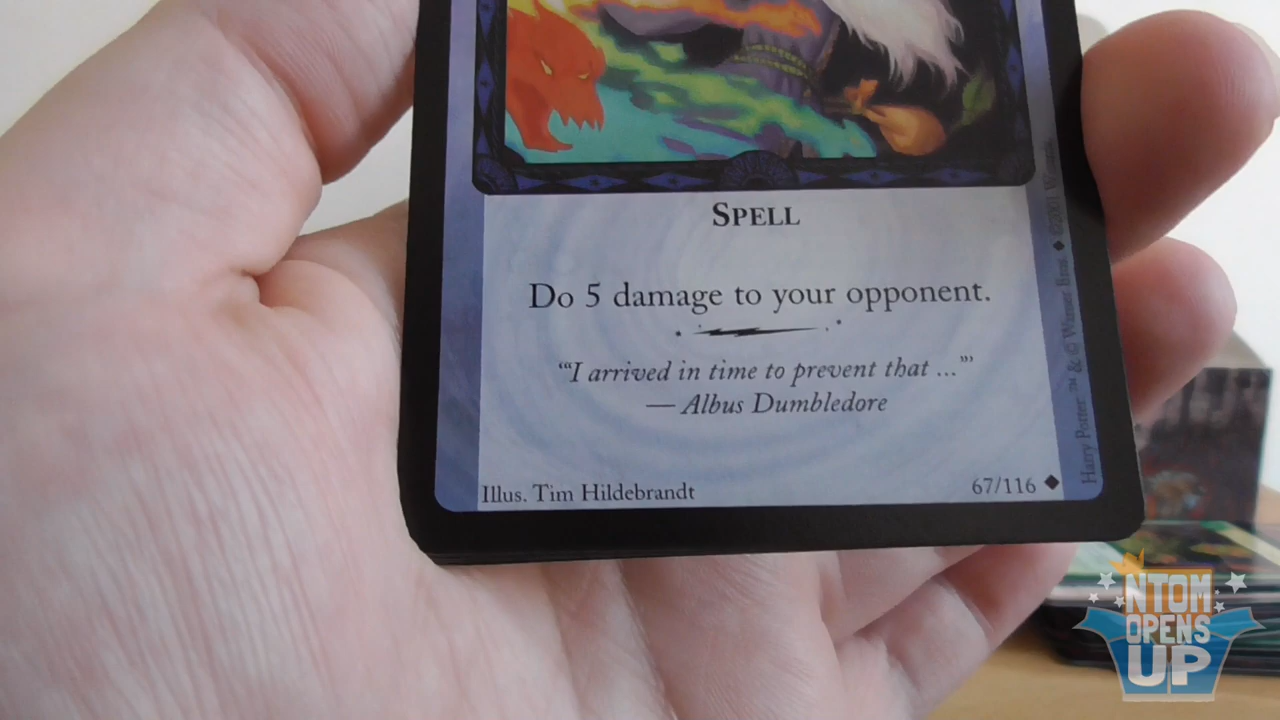 SPELL
Do 5 damage to your opponent.
“‘I arrived in time to prevent that ...’”
— Albus Dumbledore
Illus. Tim Hildebrandt
67/116 ◆
Harry Potter ™ & © Warner Bros. ◆ ©2001 Wizards
NTOM
OPENS
UP